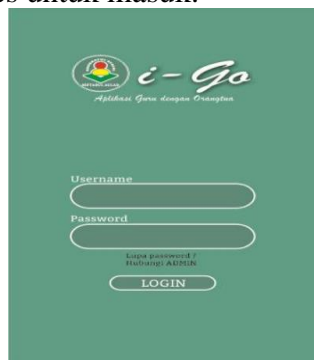 untuk masuk.
i - Go
Aplikasi Guru dengan Orangtua
Username
Password
Lupa password ?
Hubungi ADMIN
LOGIN